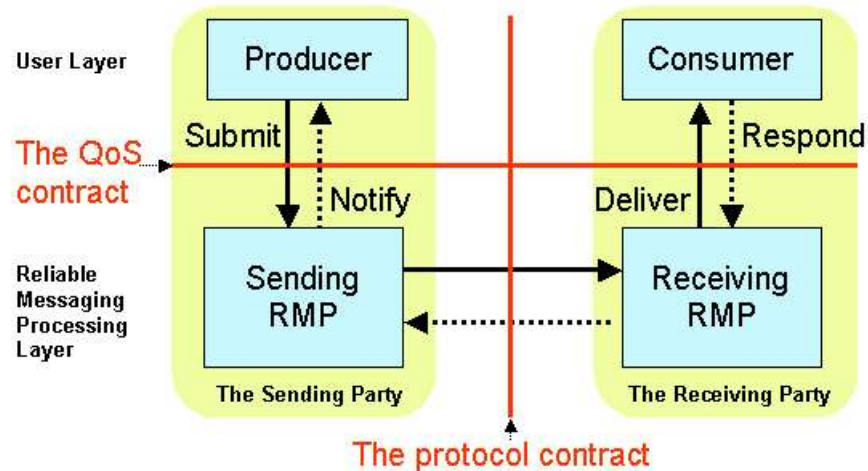 User Layer
Producer
Consumer
Submit
Respond
The QoS
contract
Notify
Deliver
Reliable
Messaging
Processing
Layer
Sending
RMP
Receiving
RMP
The Sending Party
The Receiving Party
The protocol contract